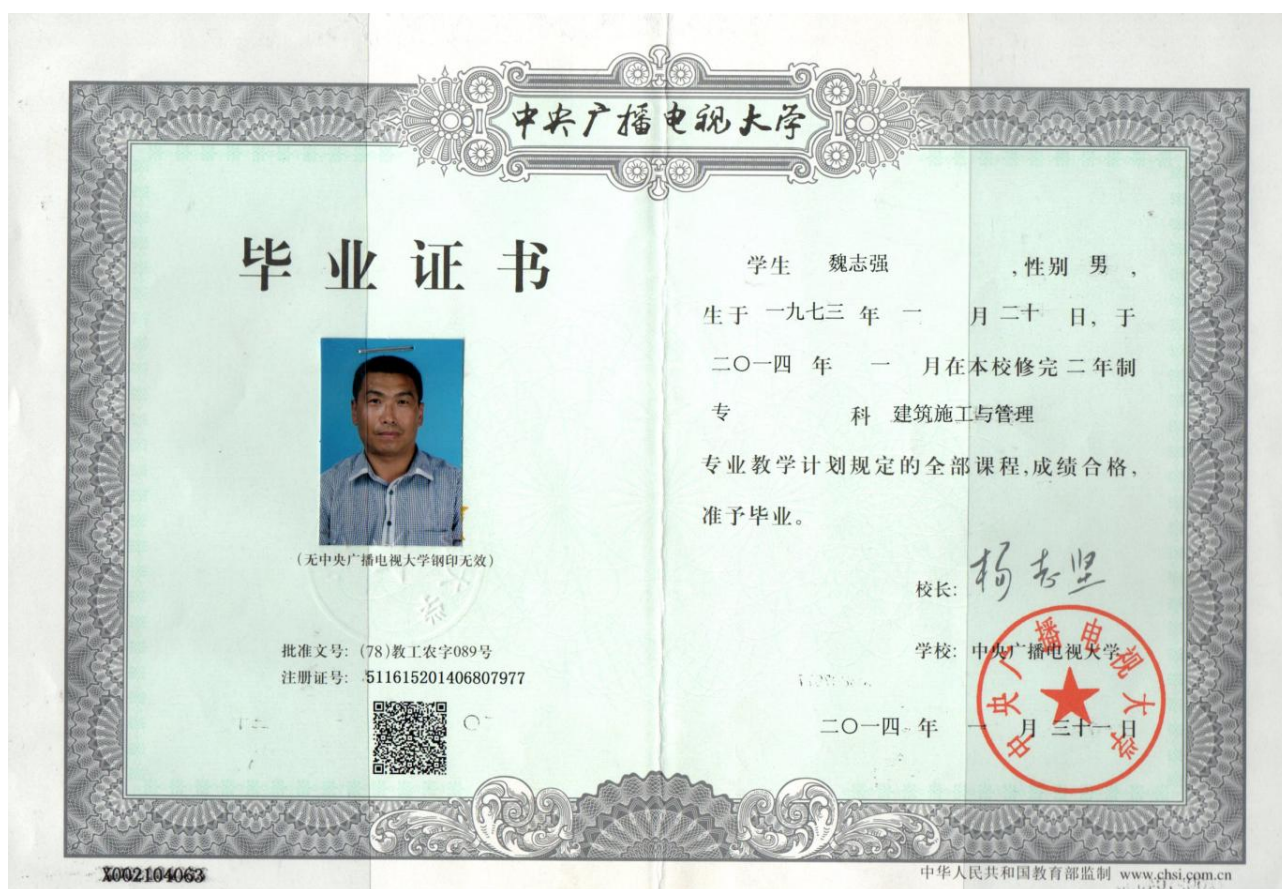 中央广播电视大学
毕业证书
(无中央广播电视大学钢印无效)
批准文号: (78)教工农字089号
注册证号: 511615201406807977
学生 魏志强 ,性别 男 ,
生于 一九七三 年 一 月 二十 日, 于
二〇一四 年 一 月在本校修完 二 年制
专 科 建筑施工与管理
专业教学计划规定的全部课程,成绩合格,
准予毕业。
校长: 杨志坚
学校: 中央广播电视大学
中央广播电视大学
二〇一四 年 一 月 三十一 日
X002104063
中华人民共和国教育部监制 www.chsi.com.cn